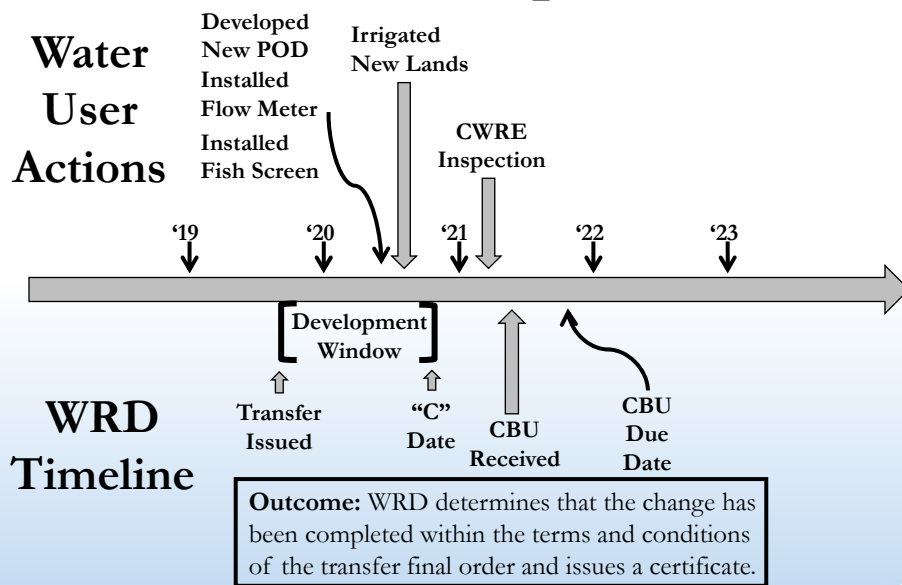 Water
User
Actions
Developed
New POD
Installed
Flow Meter
Installed
Fish Screen
Irrigated
New Lands
CWRE
Inspection
‘19
‘20
‘21
‘22
‘23
Development
Window
WRD
Timeline
Transfer
Issued
“C”
Date
CBU
Received
CBU
Due
Date
Outcome: WRD determines that the change has
been completed within the terms and conditions
of the transfer final order and issues a certificate.